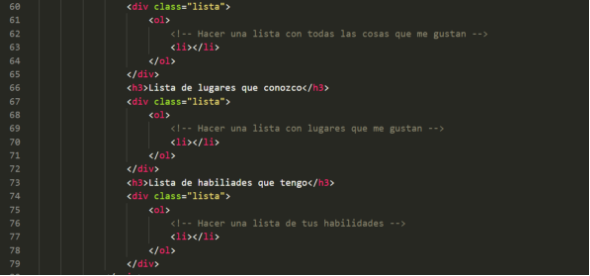 60 <div class="lista">
61 <ol>
62 <!-- Hacer una lista con todas las cosas que me gustan -->
63 <li></li>
64 </ol>
65 </div>
66 <h3>Lista de lugares que conozco</h3>
67 <div class="lista">
68 <ol>
69 <!-- Hacer una lista con lugares que me gustan -->
70 <li></li>
71 </ol>
72 </div>
73 <h3>Lista de habiliades que tengo</h3>
74 <div class="lista">
75 <ol>
76 <!-- Hacer una lista de tus habilidades -->
77 <li></li>
78 </ol>
79 </div>